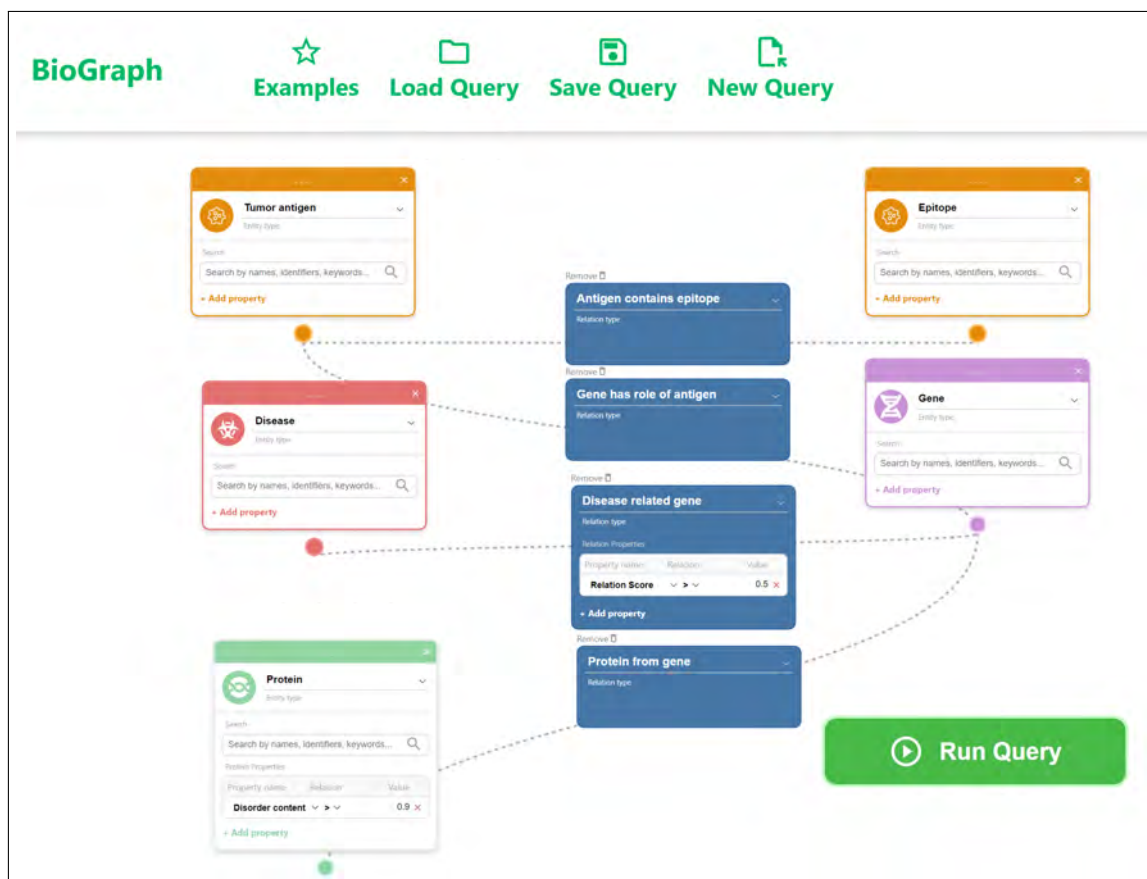 BioGraph
Examples
Load Query
Save Query
New Query
Tumor antigen
Entity type
Search
Search by names, identifiers, keywords...
+ Add property
Epitope
Entity type
Search
Search by names, identifiers, keywords...
+ Add property
Remove
Antigen contains epitope
Relation type
Remove
Gene has role of antigen
Relation type
Disease
Entity type
Search
Search by names, identifiers, keywords...
+ Add property
Gene
Entity type
Search
Search by names, identifiers, keywords...
+ Add property
Remove
Disease related gene
Relation type
Relation Properties
Property name: Relation: Value
Relation Score > 0.5
+ Add property
Remove
Protein from gene
Relation type
Protein
Entity type
Search
Search by names, identifiers, keywords...
Protein Properties
Property name: Relation: Value
Disorder content > 0.9
+ Add property
Run Query